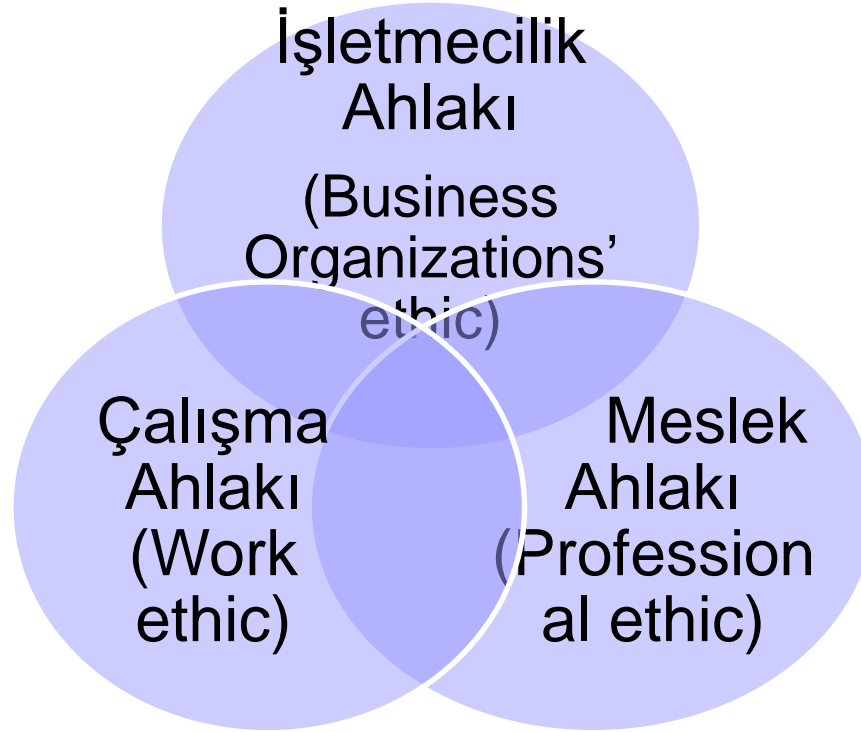 İşletmecilik
Ahlakı
(Business
Organizations’
ethic)
Çalışma
Ahlakı
(Work
ethic)
Meslek
Ahlakı
(Profession
al ethic)